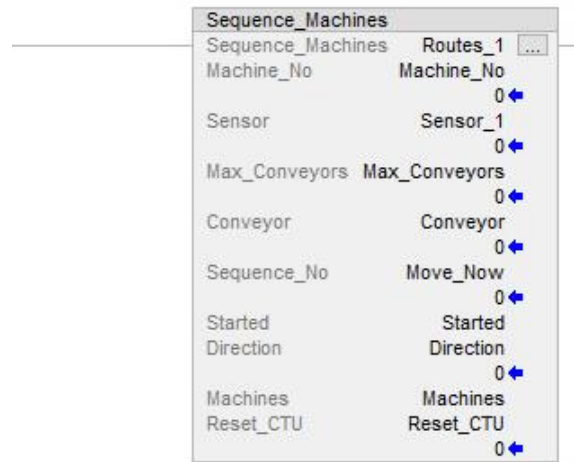 Sequence_Machines
Sequence_Machines Routes_1 ...
Machine_No Machine_No
0
Sensor Sensor_1
0
Max_Conveyors Max_Conveyors
0
Conveyor Conveyor
0
Sequence_No Move_Now
0
Started Started
Direction Direction
0
Machines Machines
Reset_CTU Reset_CTU
0